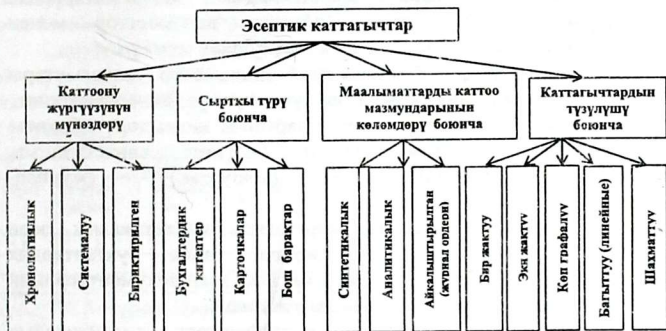 Эсептик каттагычтар
Каттоону
жүргүүзүнүн
мүнөздөрү
Сырткы түрү
боюнча
Маалыматтарды каттоо
мазмундарынын
көлөмдөрү боюнча
Каттагычтардын
түзүлүшү
боюнча
Хронологиялык
Системалуу
Бириктирилген
Бухгалтердик
китептер
Карточкалар
Бош барактар
Синтетикалык
Аналитикалык
Айкалыштырылган
(журнал ордери)
Бир жактуу
Эки жактуу
Көп графалуу
Багыттуу (линейные)
Шахматтуу